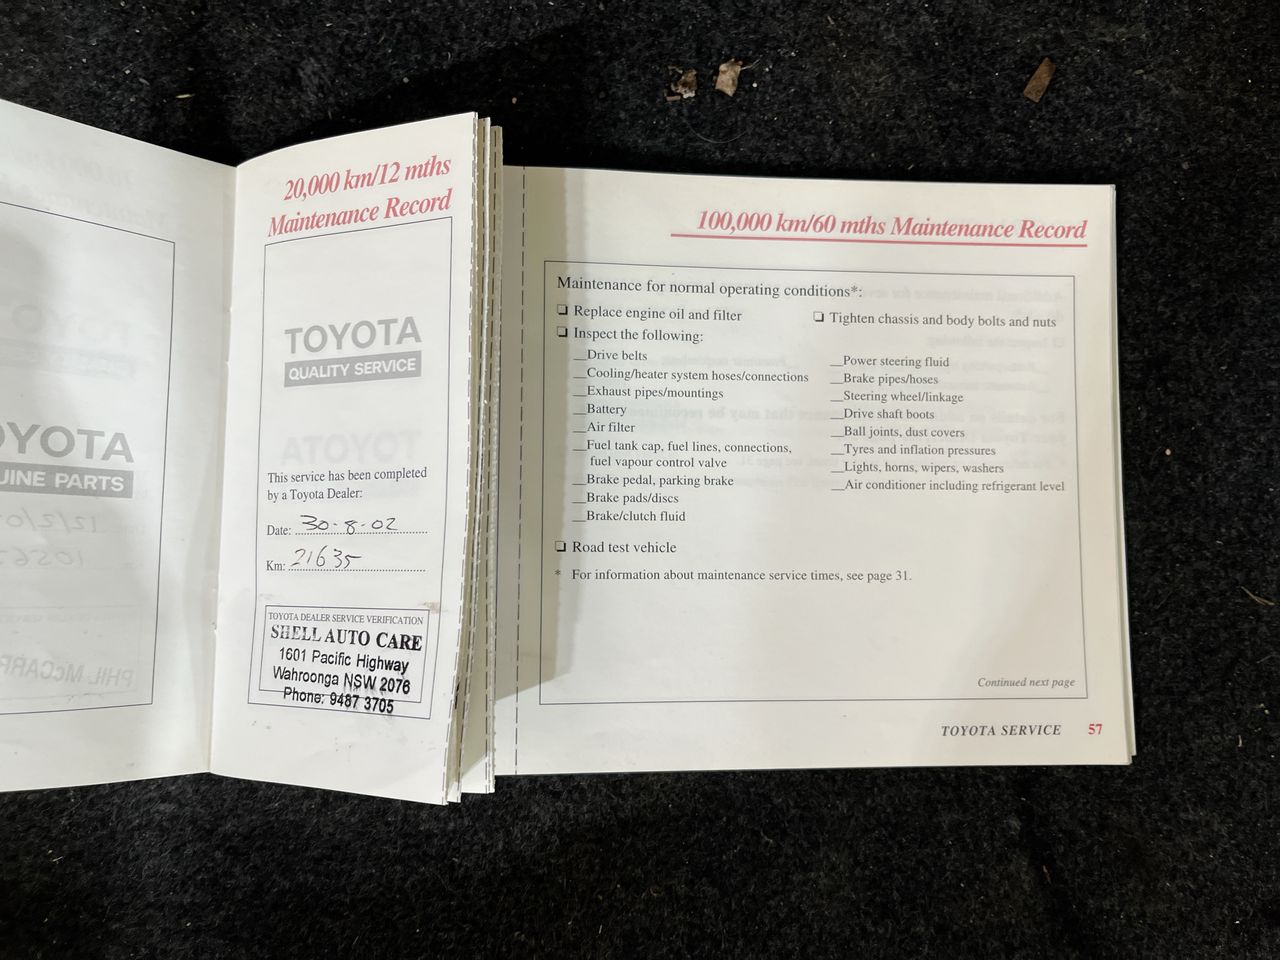 OYOTA
UINE PARTS
20,000 km/12 mths
Maintenance Record
TOYOTA
QUALITY SERVICE
This service has been completed
by a Toyota Dealer:
Date: 30-8-02
Km: 21635
TOYOTA DEALER SERVICE VERIFICATION
SHELL AUTO CARE
1601 Pacific Highway
Wahroonga NSW 2076
Phone: 9487 3705
100,000 km/60 mths Maintenance Record
Maintenance for normal operating conditions*:
❏ Replace engine oil and filter
❏ Inspect the following:
__Drive belts
__Cooling/heater system hoses/connections
__Exhaust pipes/mountings
__Battery
__Air filter
__Fuel tank cap, fuel lines, connections,
fuel vapour control valve
__Brake pedal, parking brake
__Brake pads/discs
__Brake/clutch fluid
❏ Road test vehicle
❏ Tighten chassis and body bolts and nuts
__Power steering fluid
__Brake pipes/hoses
__Steering wheel/linkage
__Drive shaft boots
__Ball joints, dust covers
__Tyres and inflation pressures
__Lights, horns, wipers, washers
__Air conditioner including refrigerant level
* For information about maintenance service times, see page 31.
Continued next page
TOYOTA SERVICE 57